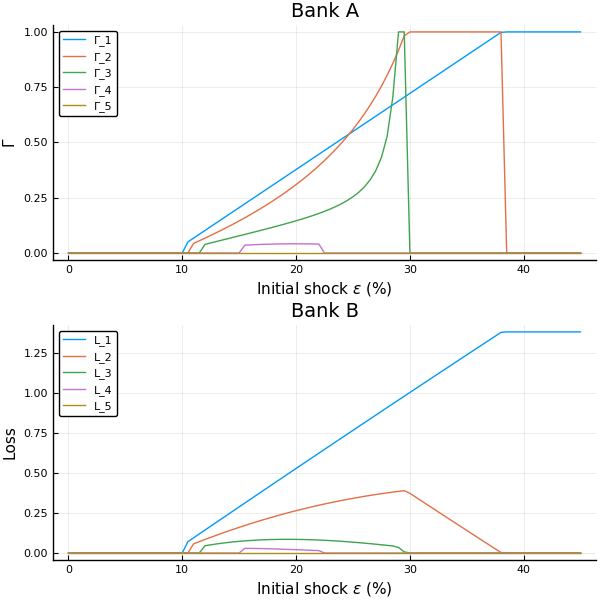 Bank A
1.00
0.75
0.50
0.25
0.00
Γ
Γ_1
Γ_2
Γ_3
Γ_4
Γ_5
0 10 20 30 40
Initial shock ε (%)
Bank B
1.25
1.00
0.75
0.50
0.25
0.00
Loss
L_1
L_2
L_3
L_4
L_5
0 10 20 30 40
Initial shock ε (%)